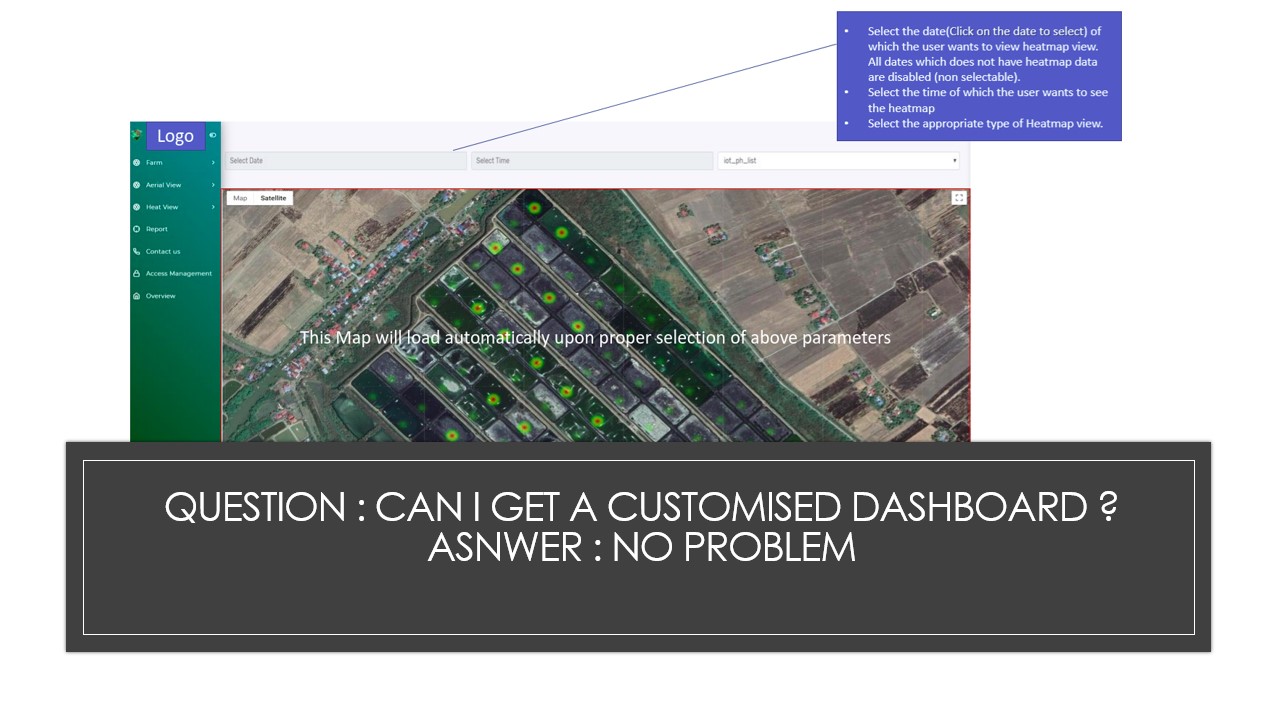 • Select the date(Click on the date to select) of
which the user wants to view heatmap view.
All dates which does not have heatmap data
are disabled (non selectable).
• Select the time of which the user wants to see
the heatmap
• Select the appropriate type of Heatmap view.
Logo
Farm
Aerial View
Heat View
Report
Contact us
Access Management
Overview
Select Date
Select Time
iot_ph_list
Map
Satellite
This Map will load automatically upon proper selection of above parameters
QUESTION : CAN I GET A CUSTOMISED DASHBOARD ?
ASNWER : NO PROBLEM